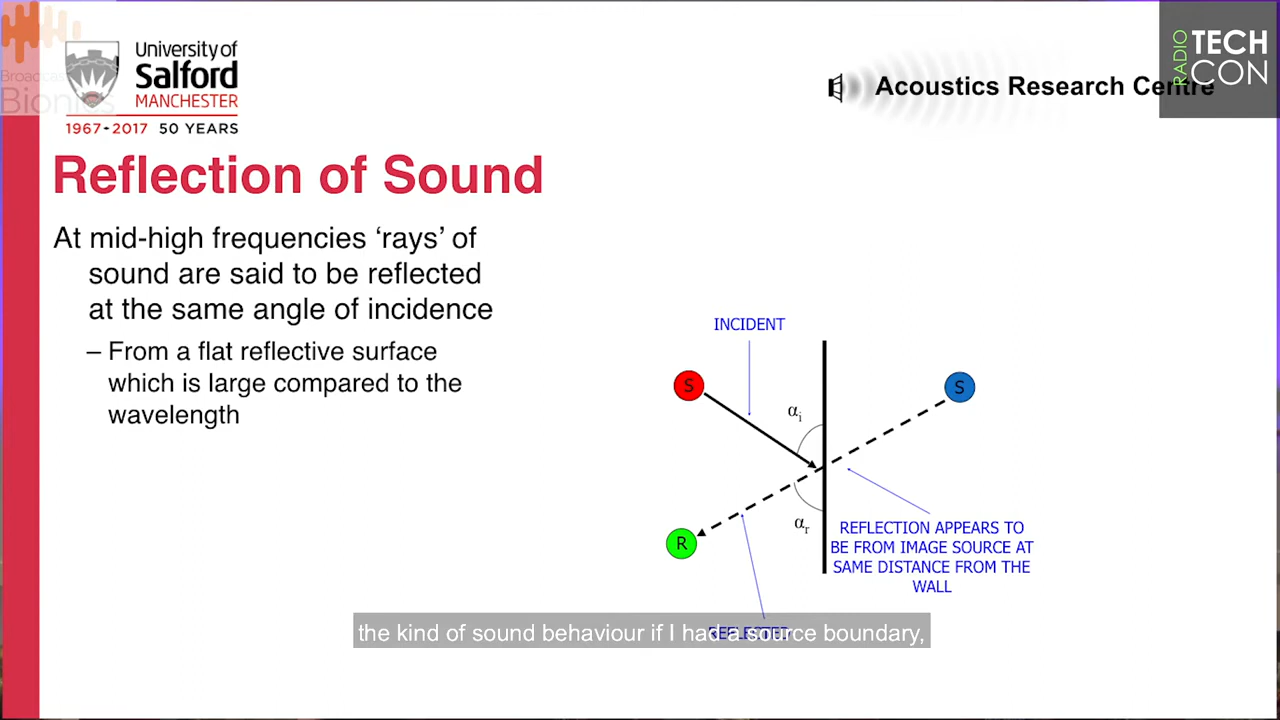 Broadcast
Bionics
University of
Salford
MANCHESTER
1967-2017 50 YEARS
Acoustics Research Centre
RADIO
TECH
CON
Reflection of Sound
At mid-high frequencies ‘rays’ of
sound are said to be reflected
at the same angle of incidence
– From a flat reflective surface
which is large compared to the
wavelength
INCIDENT
S
S
αi
αr
R
REFLECTION APPEARS TO
BE FROM IMAGE SOURCE AT
SAME DISTANCE FROM THE
WALL
REFLECTED
the kind of sound behaviour if I had a source boundary,